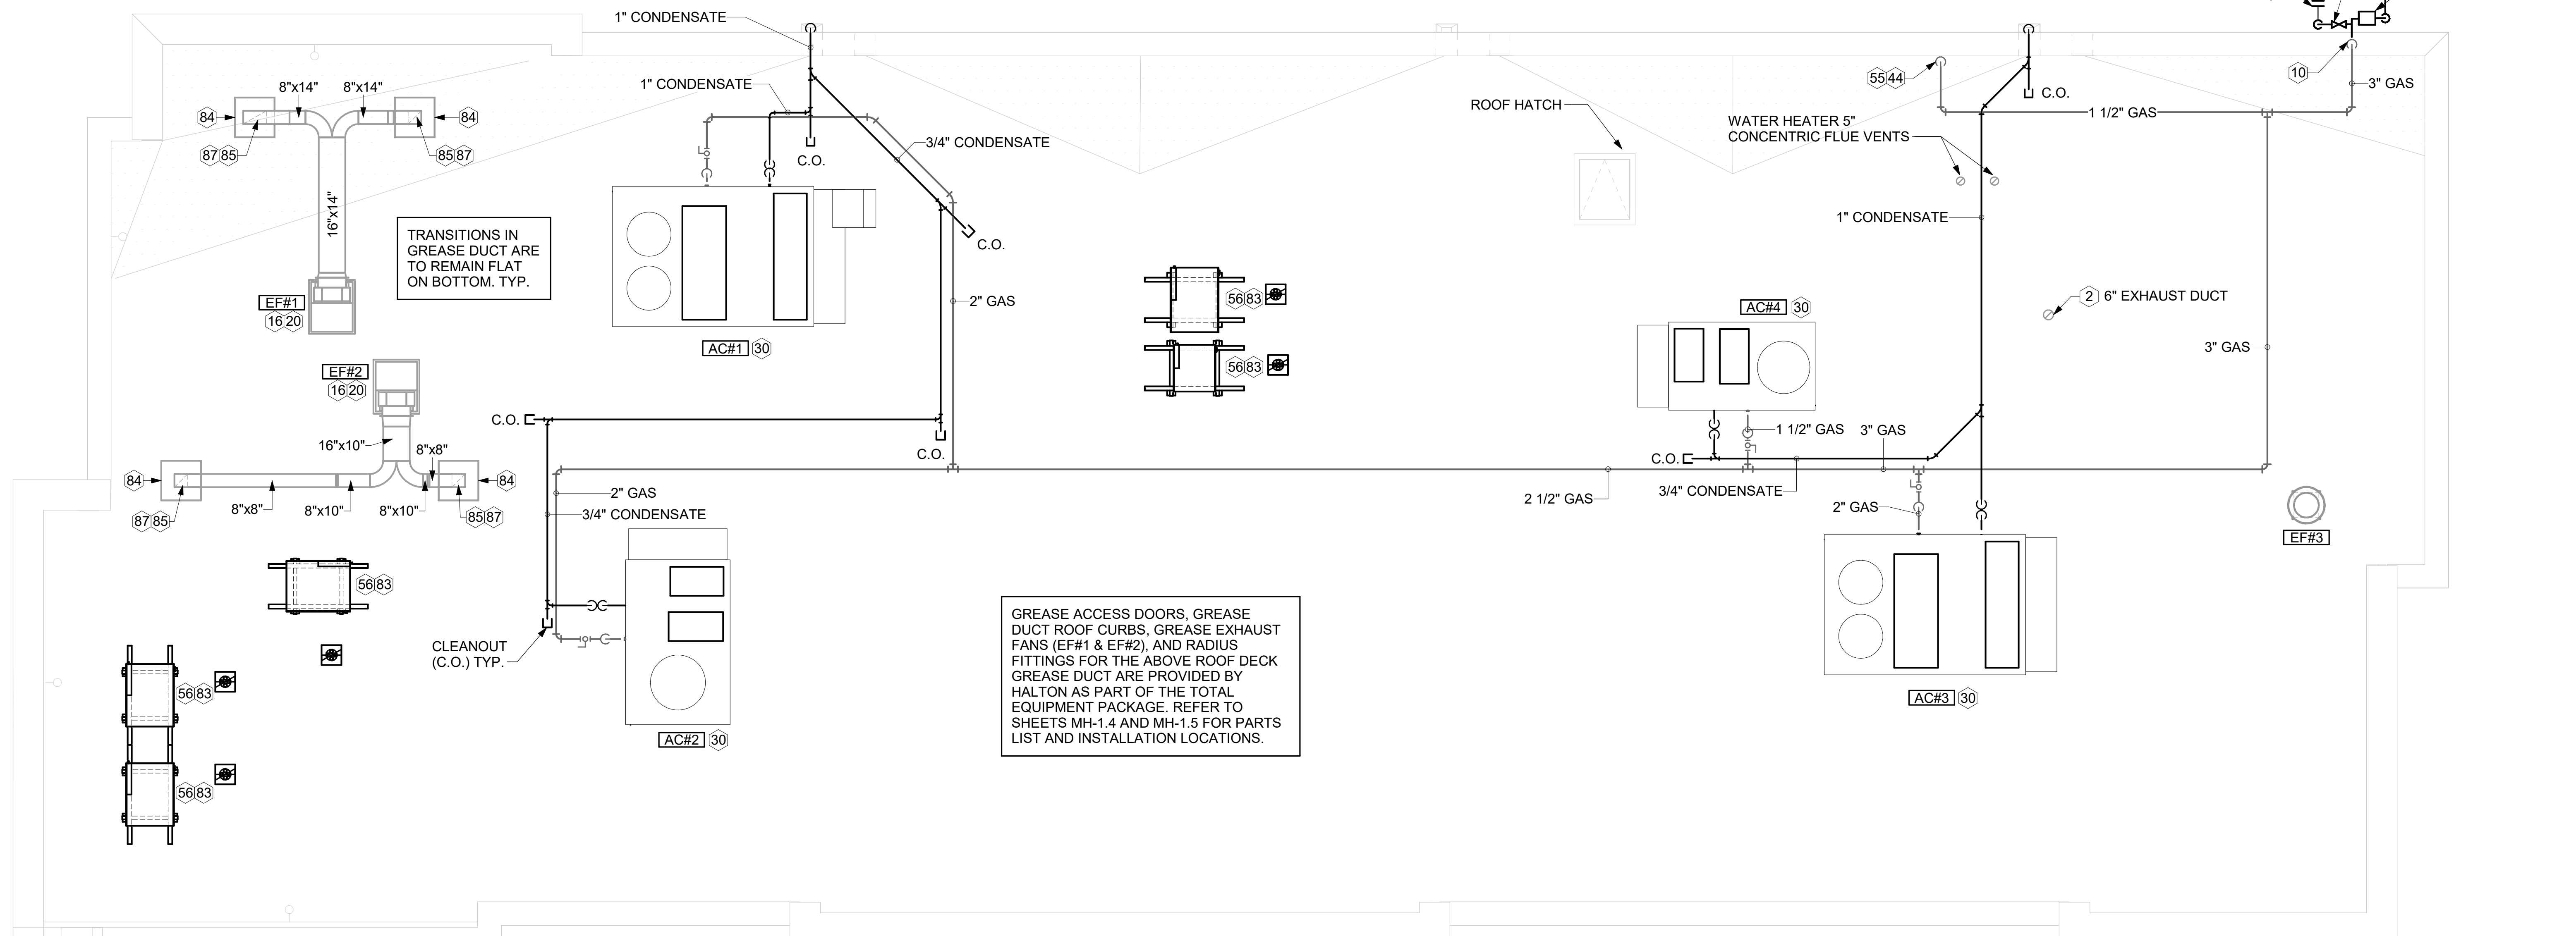 1" CONDENSATE
10
55 44
3" GAS
8"x14"
8"x14"
1" CONDENSATE
C.O.
ROOF HATCH
84
84
1 1/2" GAS
WATER HEATER 5"
CONCENTRIC FLUE VENTS
3/4" CONDENSATE
87 85
85 87
C.O.
16"x14"
1" CONDENSATE
TRANSITIONS IN
GREASE DUCT ARE
TO REMAIN FLAT
ON BOTTOM. TYP.
C.O.
EF#1
16 20
2" GAS
56 83
2
6" EXHAUST DUCT
AC#4 30
AC#1 30
3" GAS
EF#2
16 20
56 83
C.O.
16"x10"
8"x8"
C.O.
1 1/2" GAS
3" GAS
C.O.
84
84
8"x8"
8"x10"
8"x10"
87 85
85 87
2" GAS
3/4" CONDENSATE
2 1/2" GAS
3/4" CONDENSATE
2" GAS
EF#3
56 83
CLEANOUT
(C.O.) TYP.
GREASE ACCESS DOORS, GREASE
DUCT ROOF CURBS, GREASE EXHAUST
FANS (EF#1 & EF#2), AND RADIUS
FITTINGS FOR THE ABOVE ROOF DECK
GREASE DUCT ARE PROVIDED BY
HALTON AS PART OF THE TOTAL
EQUIPMENT PACKAGE. REFER TO
SHEETS MH-1.4 AND MH-1.5 FOR PARTS
LIST AND INSTALLATION LOCATIONS.
56 83
AC#3 30
AC#2 30
56 83